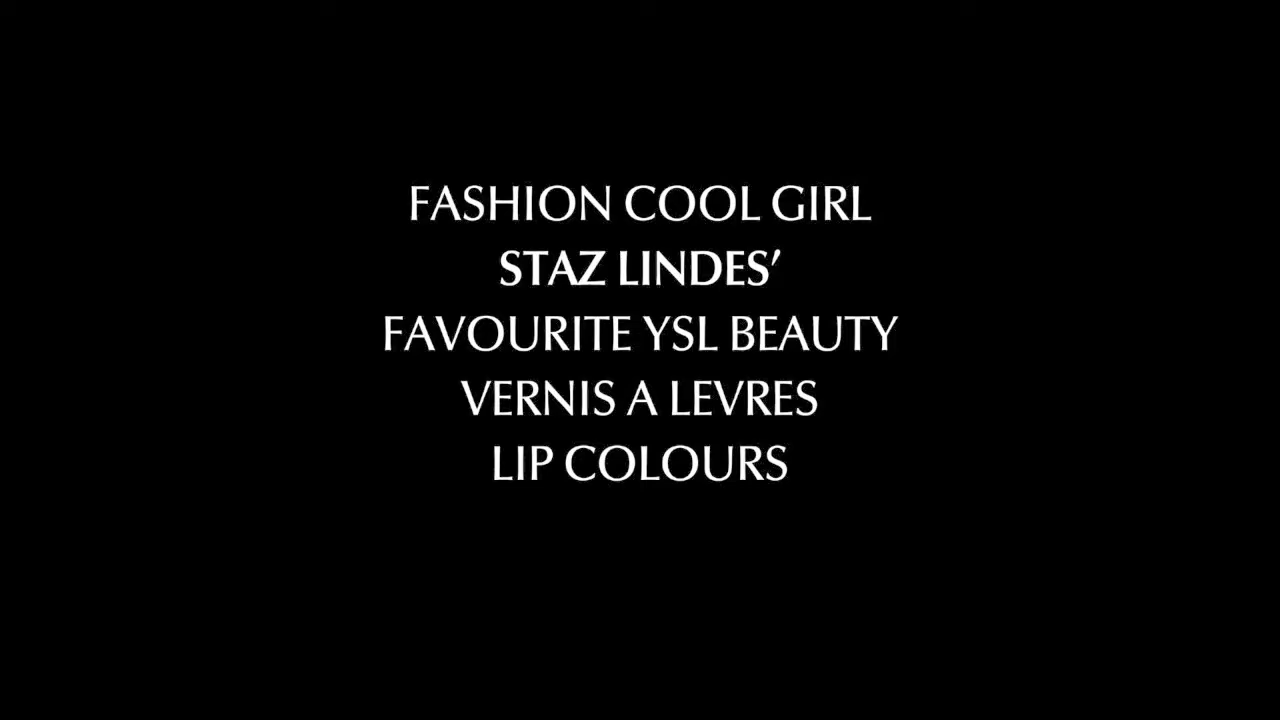 FASHION COOL GIRL
STAZ LINDES’
FAVOURITE YSL BEAUTY
VERNIS A LEVRES
LIP COLOURS